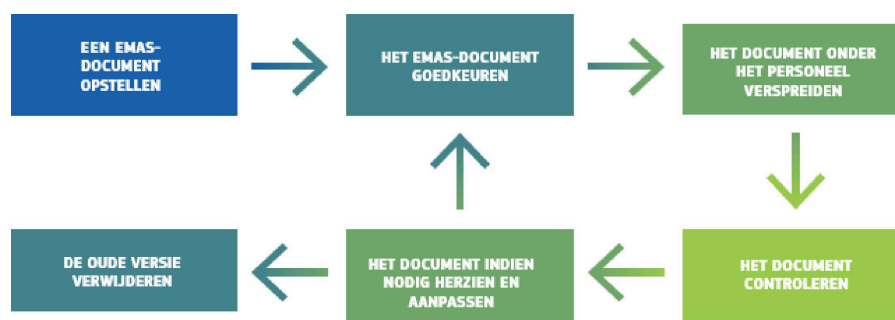 EEN EMAS-
DOCUMENT
OPSTELLEN
HET EMAS-DOCUMENT
GOEDKEUREN
HET DOCUMENT ONDER
HET PERSONEEL
VERSPREIDEN
DE OUDE VERSIE
VERWIJDEREN
HET DOCUMENT INDIEN
NODIG HERZIEN EN
AANPASSEN
HET DOCUMENT
CONTROLEREN